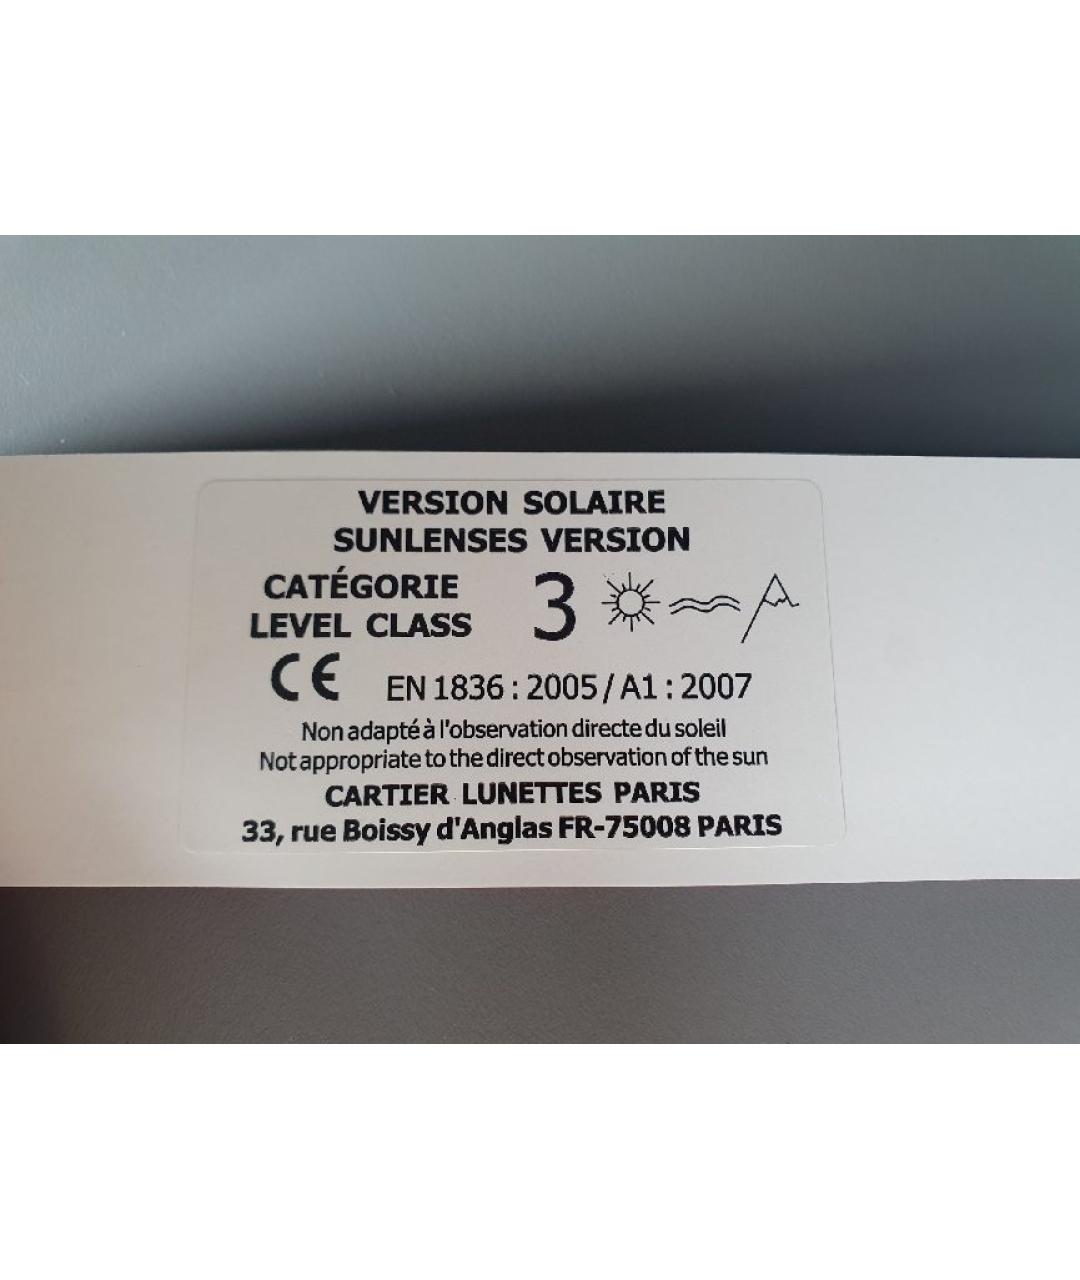 VERSION SOLAIRE
SUNLENSES VERSION
CATÉGORIE
LEVEL CLASS
3
CE EN 1836 : 2005 / A1 : 2007
Non adapté à l'observation directe du soleil
Not appropriate to the direct observation of the sun
CARTIER LUNETTES PARIS
33, rue Boissy d'Anglas FR-75008 PARIS